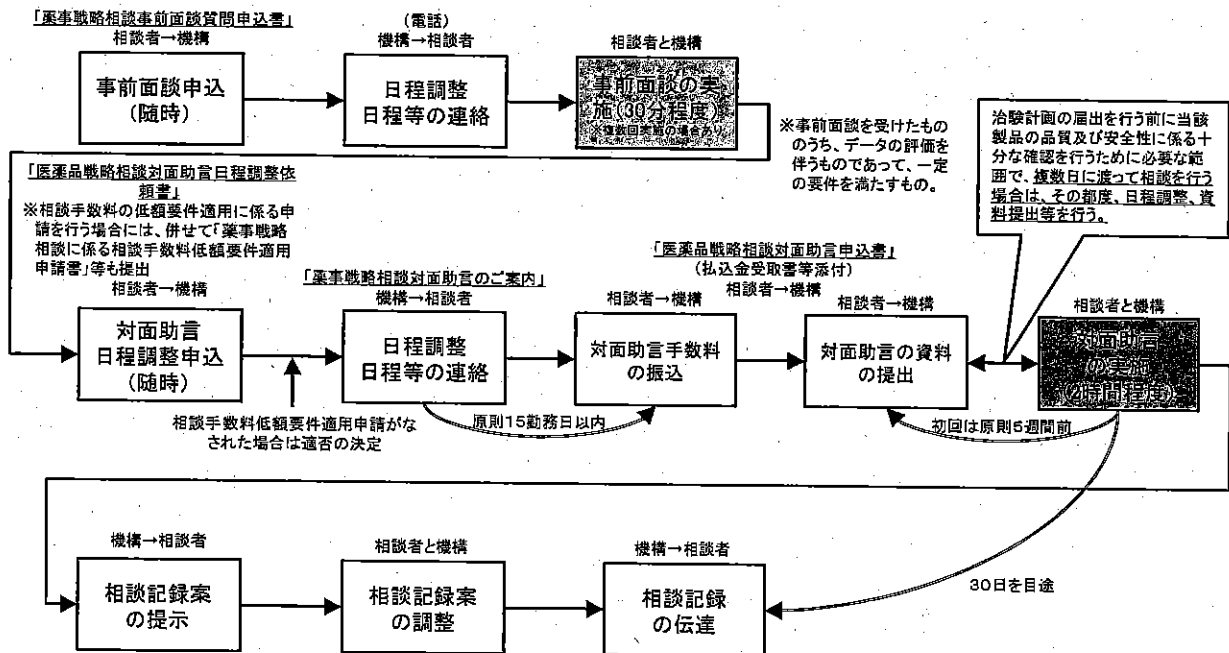 「薬事戦略相談事前面談質問申込書」
相談者→機構
事前面談申込
(随時)
(電話)
機構→相談者
日程調整
日程等の連絡
相談者と機構
事前面談の実
施(30分程度)
※複数回実施の場合あり
※事前面談を受けたもの
のうち、データの評価を
伴うものであって、一定
の要件を満たすもの。
治験計画の届出を行う前に当該
製品の品質及び安全性に係る十
分な確認を行うために必要な範
囲で、複数日に渡って相談を行う
場合は、その都度、日程調整、資
料提出等を行う。
「医薬品戦略相談対面助言日程調整依
頼書」
※相談手数料の低額要件適用に係る申
請を行う場合には、併せて「薬事戦略
相談に係る相談手数料低額要件適用
申請書」等も提出
相談者→機構
対面助言
日程調整申込
(随時)
「薬事戦略相談対面助言のご案内」
機構→相談者
日程調整
日程等の連絡
「医薬品戦略相談対面助言申込書」
(払込金受取書等添付)
相談者→機構
相談者→機構
対面助言手数料
の振込
相談者→機構
対面助言の資料
の提出
相談者と機構
対面助言
の実施
(2時間程度)
相談手数料低額要件適用申請がな
された場合は適否の決定
原則15勤務日以内
初回は原則5週間前
機構→相談者
相談記録案
の提示
相談者と機構
相談記録案
の調整
機構→相談者
相談記録
の伝達
30日を目途